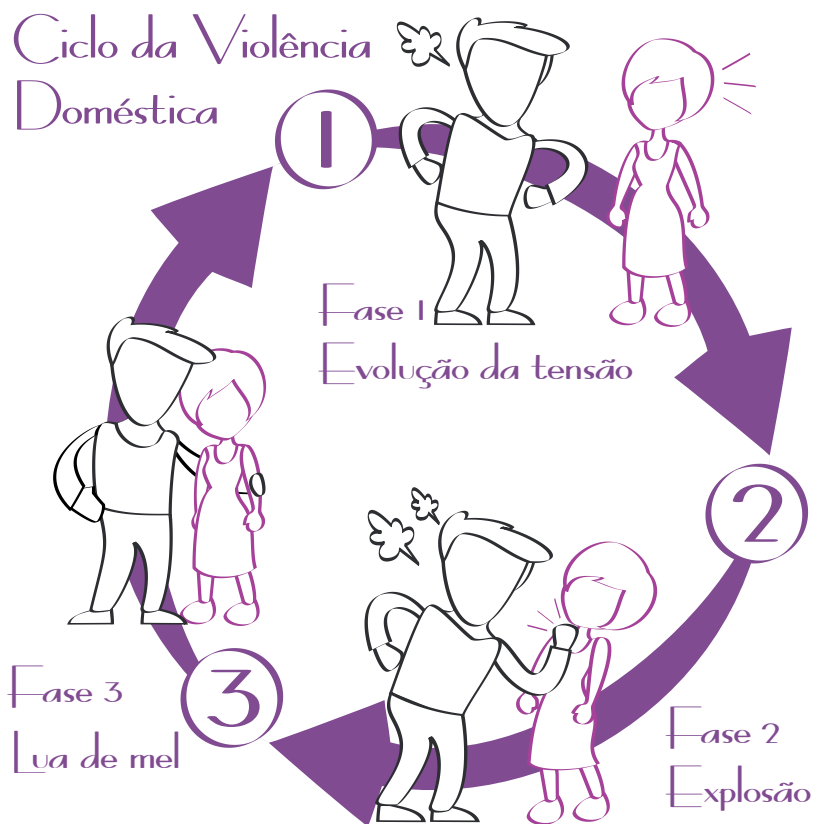 Ciclo da Violência
Doméstica
1
Fase 1
Evolução da tensão
2
Fase 2
Explosão
3
Fase 3
Lua de mel